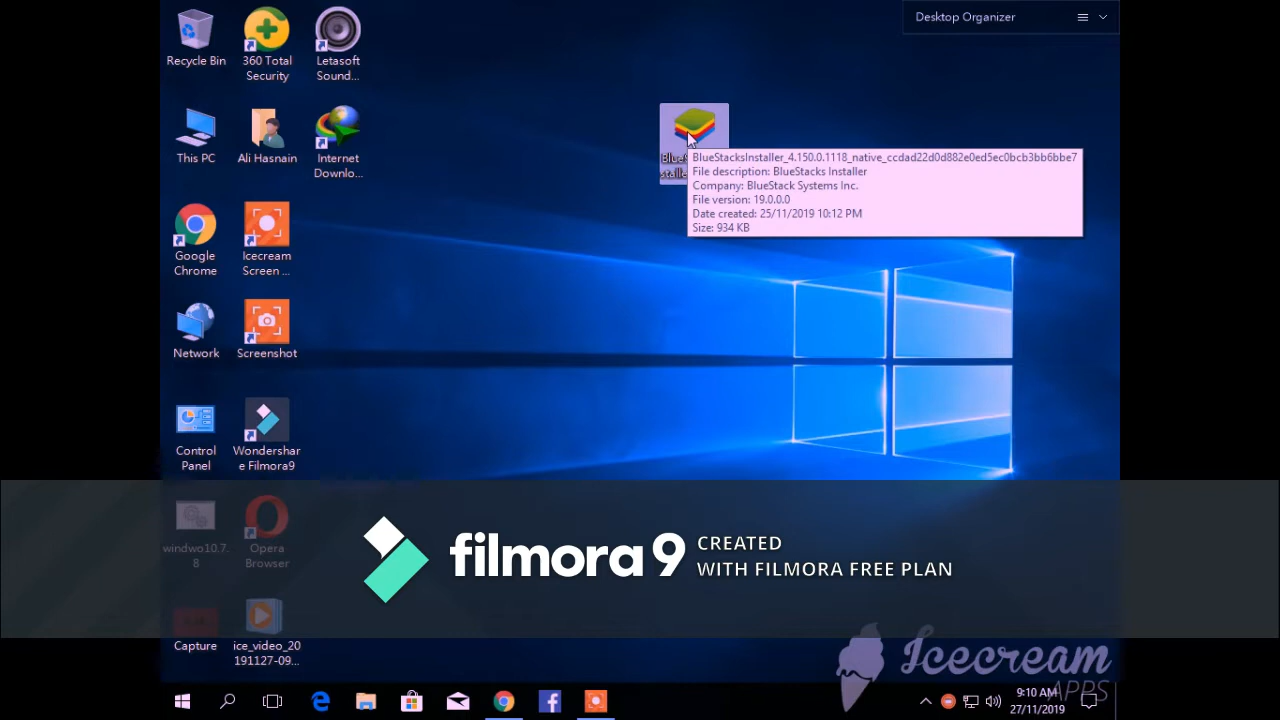 Desktop Organizer
Recycle Bin
360 Total
Security
Letasoft
Sound...
This PC
Ali Hasnain
Internet
Downlo...
BlueStacksInstaller_4.150.0.1118_native_ccdad22d0d882e0ed5ec0bcb3bb6bbe7
File description: BlueStacks Installer
Company: BlueStack Systems Inc.
File version: 19.0.0.0
Date created: 25/11/2019 10:12 PM
Size: 934 KB
Google
Chrome
Icecream
Screen ...
Network
Screenshot
Control
Panel
Wondershar
e Filmora9
windwo10.7.
8
Opera
Browser
filmora 9
CREATED
WITH FILMORA FREE PLAN
Capture
ice_video_20
191127-09...
Icecream
APPS
9:10 AM
27/11/2019